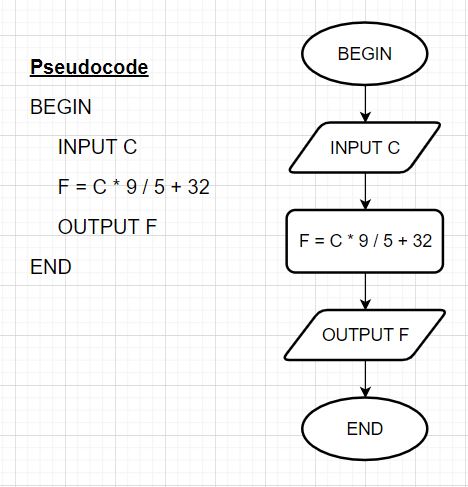 Pseudocode
BEGIN
INPUT C
F = C * 9 / 5 + 32
OUTPUT F
END
BEGIN
INPUT C
F = C * 9 / 5 + 32
OUTPUT F
END